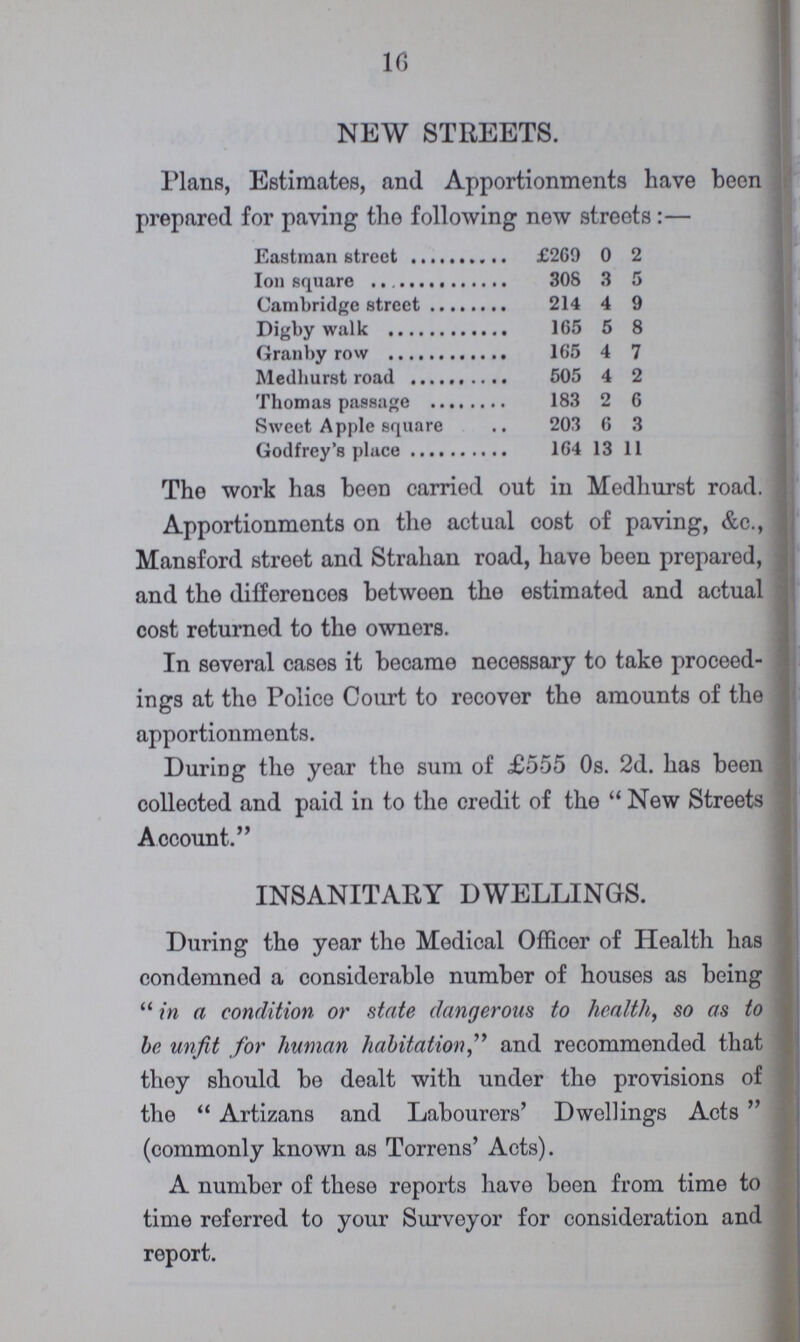 16
NEW STREETS.
Plans, Estimates, and Apportionments have been
prepared for paving the following new streets:—
Eastman street .......... £269 0 2
Ion square .............. 308 3 5
Cambridge street ........ 214 4 9
Digby walk ............ 165 5 8
Granby row ............ 165 4 7
Medhurst road .......... 505 4 2
Thomas passage ........ 183 2 6
Sweet Apple square .. 203 6 3
Godfrey's place .......... 164 13 11
The work has been carried out in Medhurst road.
Apportionments on the actual cost of paving, &c.,
Mansford street and Strahan road, have been prepared,
and the differences between the estimated and actual
cost returned to the owners.
In several cases it became necessary to take proceed-
ings at the Police Court to recover the amounts of the
apportionments.
During the year the sum of £555 0s. 2d. has been
collected and paid in to the credit of the “New Streets
Account.”
INSANITARY DWELLINGS.
During the year the Medical Officer of Health has
condemned a considerable number of houses as being
“in a condition or state dangerous to health, so as to
be unfit for human habitation,” and recommended that
they should be dealt with under the provisions of
the “Artizans and Labourers’ Dwellings Acts”
(commonly known as Torrens’ Acts).
A number of these reports have been from time to
time referred to your Surveyor for consideration and
report.